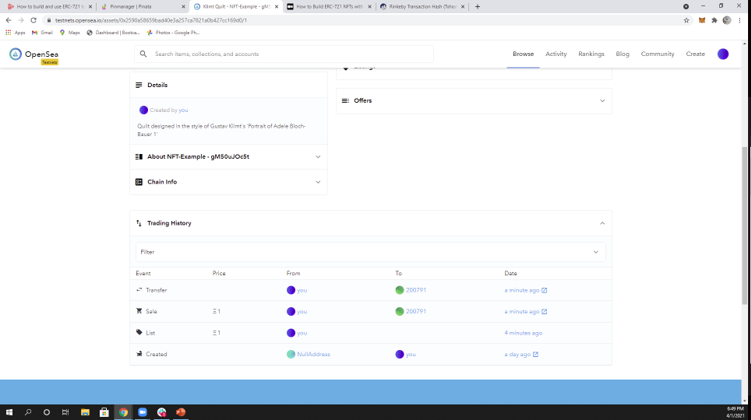 How to build and use ERC-721 t
Pinnanager | Pinata
Klimt Quilt - NFT-Example - gM5
How to Build ERC-721 NFTs with
Rinkeby Transaction Hash (Txhas
testnets.opensea.io/assets/
Apps
Gmail
Maps
Dashboard | Bootca...
Photos - Google Ph...
OpenSea
Testnets
Search items, collections, and accounts
Browse
Activity
Rankings
Blog
Community
Create
Details
Offers
Created by you
Quilt designed in the style of Gustav Klimt's 'Portrait of Adele Bloch-
Bauer 1'
About NFT-Example - gM50uJOc5t
Chain Info
Trading History
Filter
Event Price From To Date
Transfer you 200791 a minute ago
Sale Ξ 1 you 200791 a minute ago
List Ξ 1 you 4 minutes ago
Created NullAddress you a day ago
6:49 PM
4/1/2021